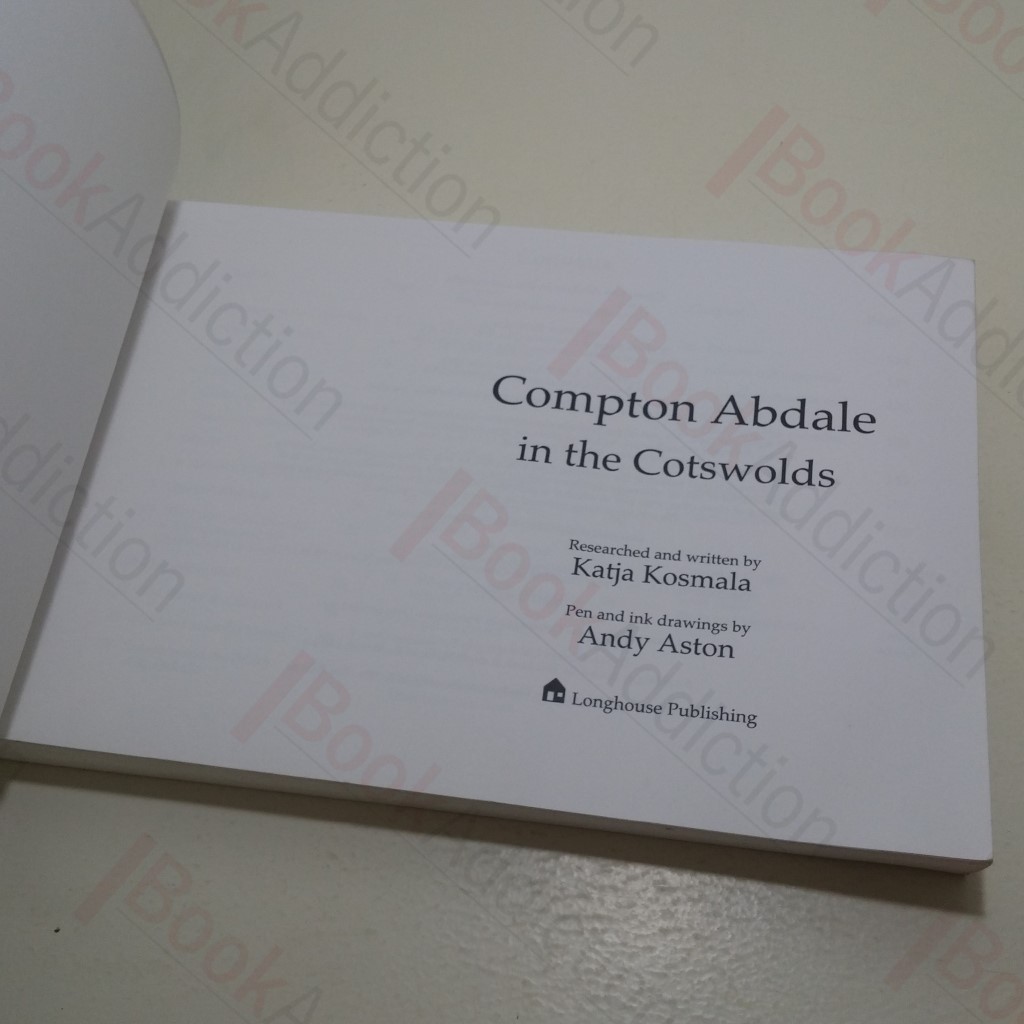 Compton Abdale
in the Cotswolds
Researched and written by
Katja Kosmala
Pen and ink drawings by
Andy Aston
Longhouse Publishing
BookAddiction